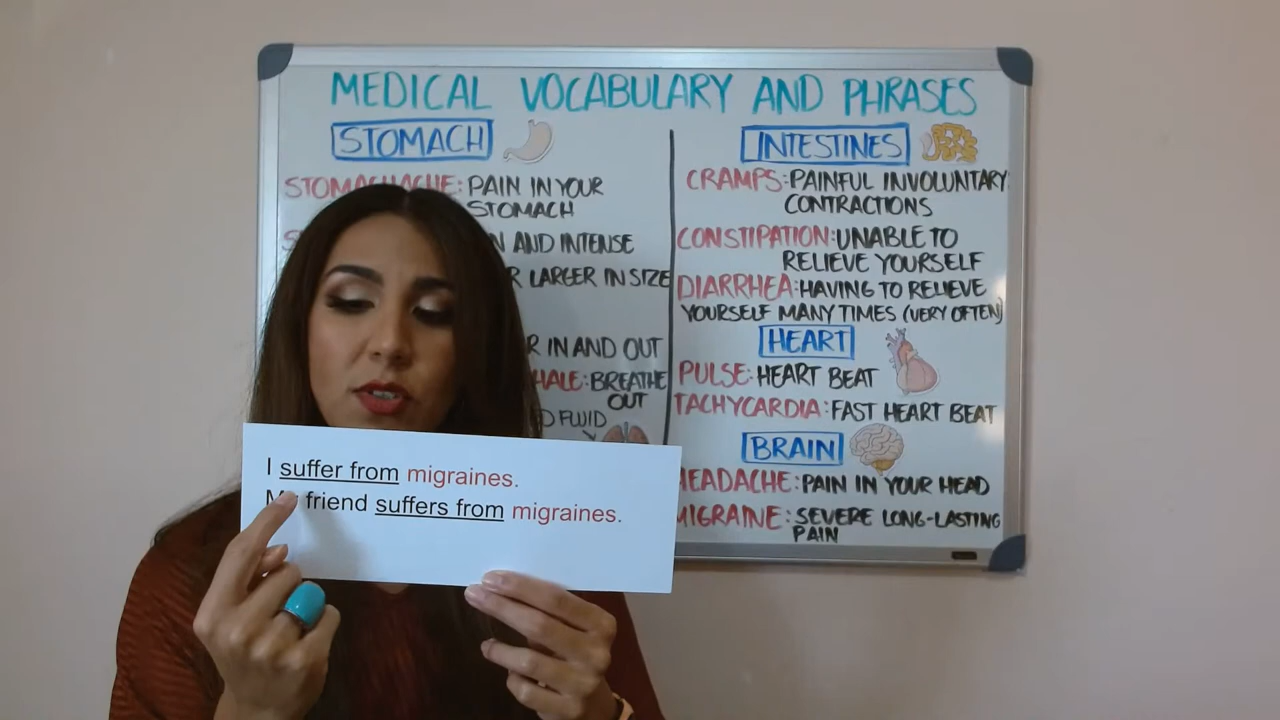 MEDICAL VOCABULARY AND PHRASES
STOMACH
STOMACHACHE: PAIN IN YOUR
STOMACH
AND INTENSE
LARGER IN SIZE
IN AND OUT
BREATHE
OUT
FLUID
INTESTINES
CRAMPS: PAINFUL INVOLUNTARY
CONTRACTIONS
CONSTIPATION: UNABLE TO
RELIEVE YOURSELF
DIARRHEA: HAVING TO RELIEVE
YOURSELF MANY TIMES (VERY OFTEN)
HEART
PULSE: HEART BEAT
TACHYCARDIA: FAST HEART BEAT
BRAIN
HEADACHE: PAIN IN YOUR HEAD
MIGRAINE: SEVERE LONG-LASTING
PAIN
I suffer from migraines.
My friend suffers from migraines.